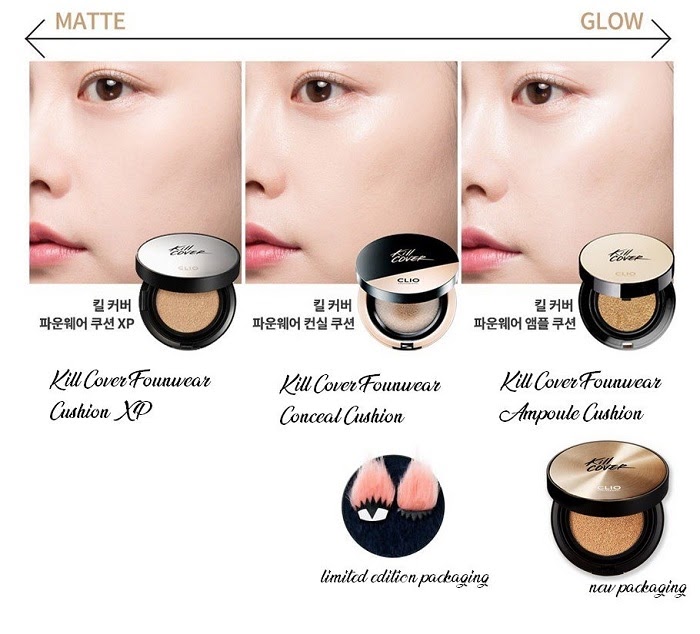 MATTE
GLOW
Kill
COVER
CLIO
Kill
COVER
CLIO
Kill
COVER
CLIO
킬 커버
파운웨어 쿠션 XP
킬 커버
파운웨어 컨실 쿠션
킬 커버
파운웨어 앰플 쿠션
Kill Cover Founwear
Cushion XP
Kill Cover Founwear
Conceal Cushion
Kill Cover Founwear
Ampoule Cushion
Kill
COVER
CLIO
limited edition packaging
new packaging